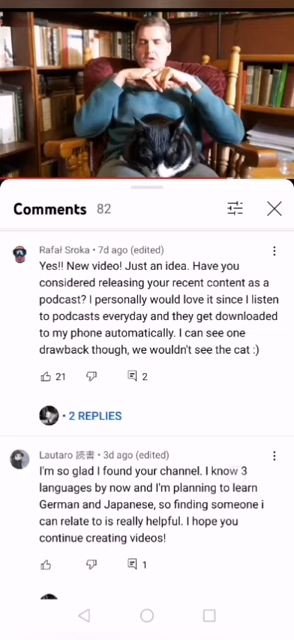 Comments 82
Rafał Sroka • 7d ago (edited)
Yes!! New video! Just an idea. Have you
considered releasing your recent content as a
podcast? I personally would love it since I listen
to podcasts everyday and they get downloaded
to my phone automatically. I can see one
drawback though, we wouldn't see the cat :)
21
2
• 2 REPLIES
Lautaro 読書 • 3d ago (edited)
I'm so glad I found your channel. I know 3
languages by now and I'm planning to learn
German and Japanese, so finding someone i
can relate to is really helpful. I hope you
continue creating videos!
1